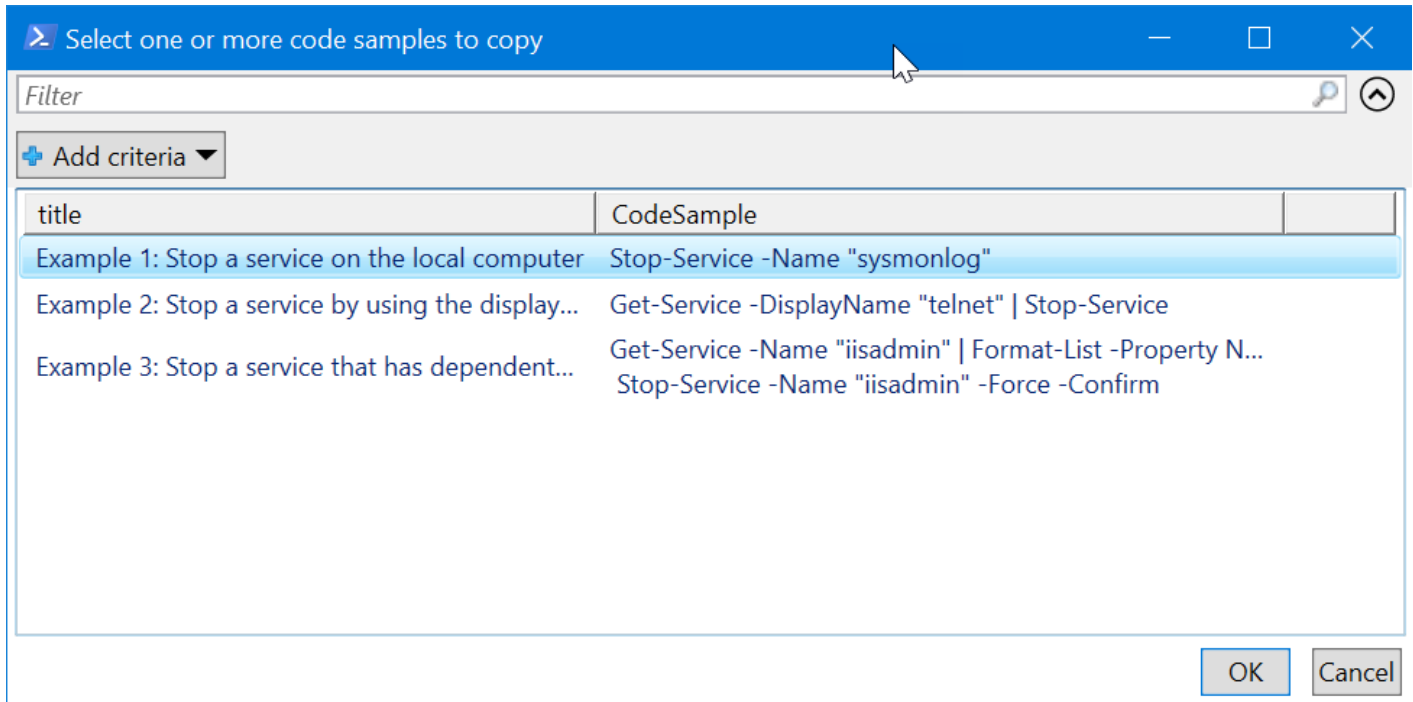 Select one or more code samples to copy
Filter
Add criteria
title CodeSample
Example 1: Stop a service on the local computer Stop-Service -Name "sysmonlog"
Example 2: Stop a service by using the display... Get-Service -DisplayName "telnet" | Stop-Service
Example 3: Stop a service that has dependent... Get-Service -Name "iisadmin" | Format-List -Property N...
Stop-Service -Name "iisadmin" -Force -Confirm
OK Cancel